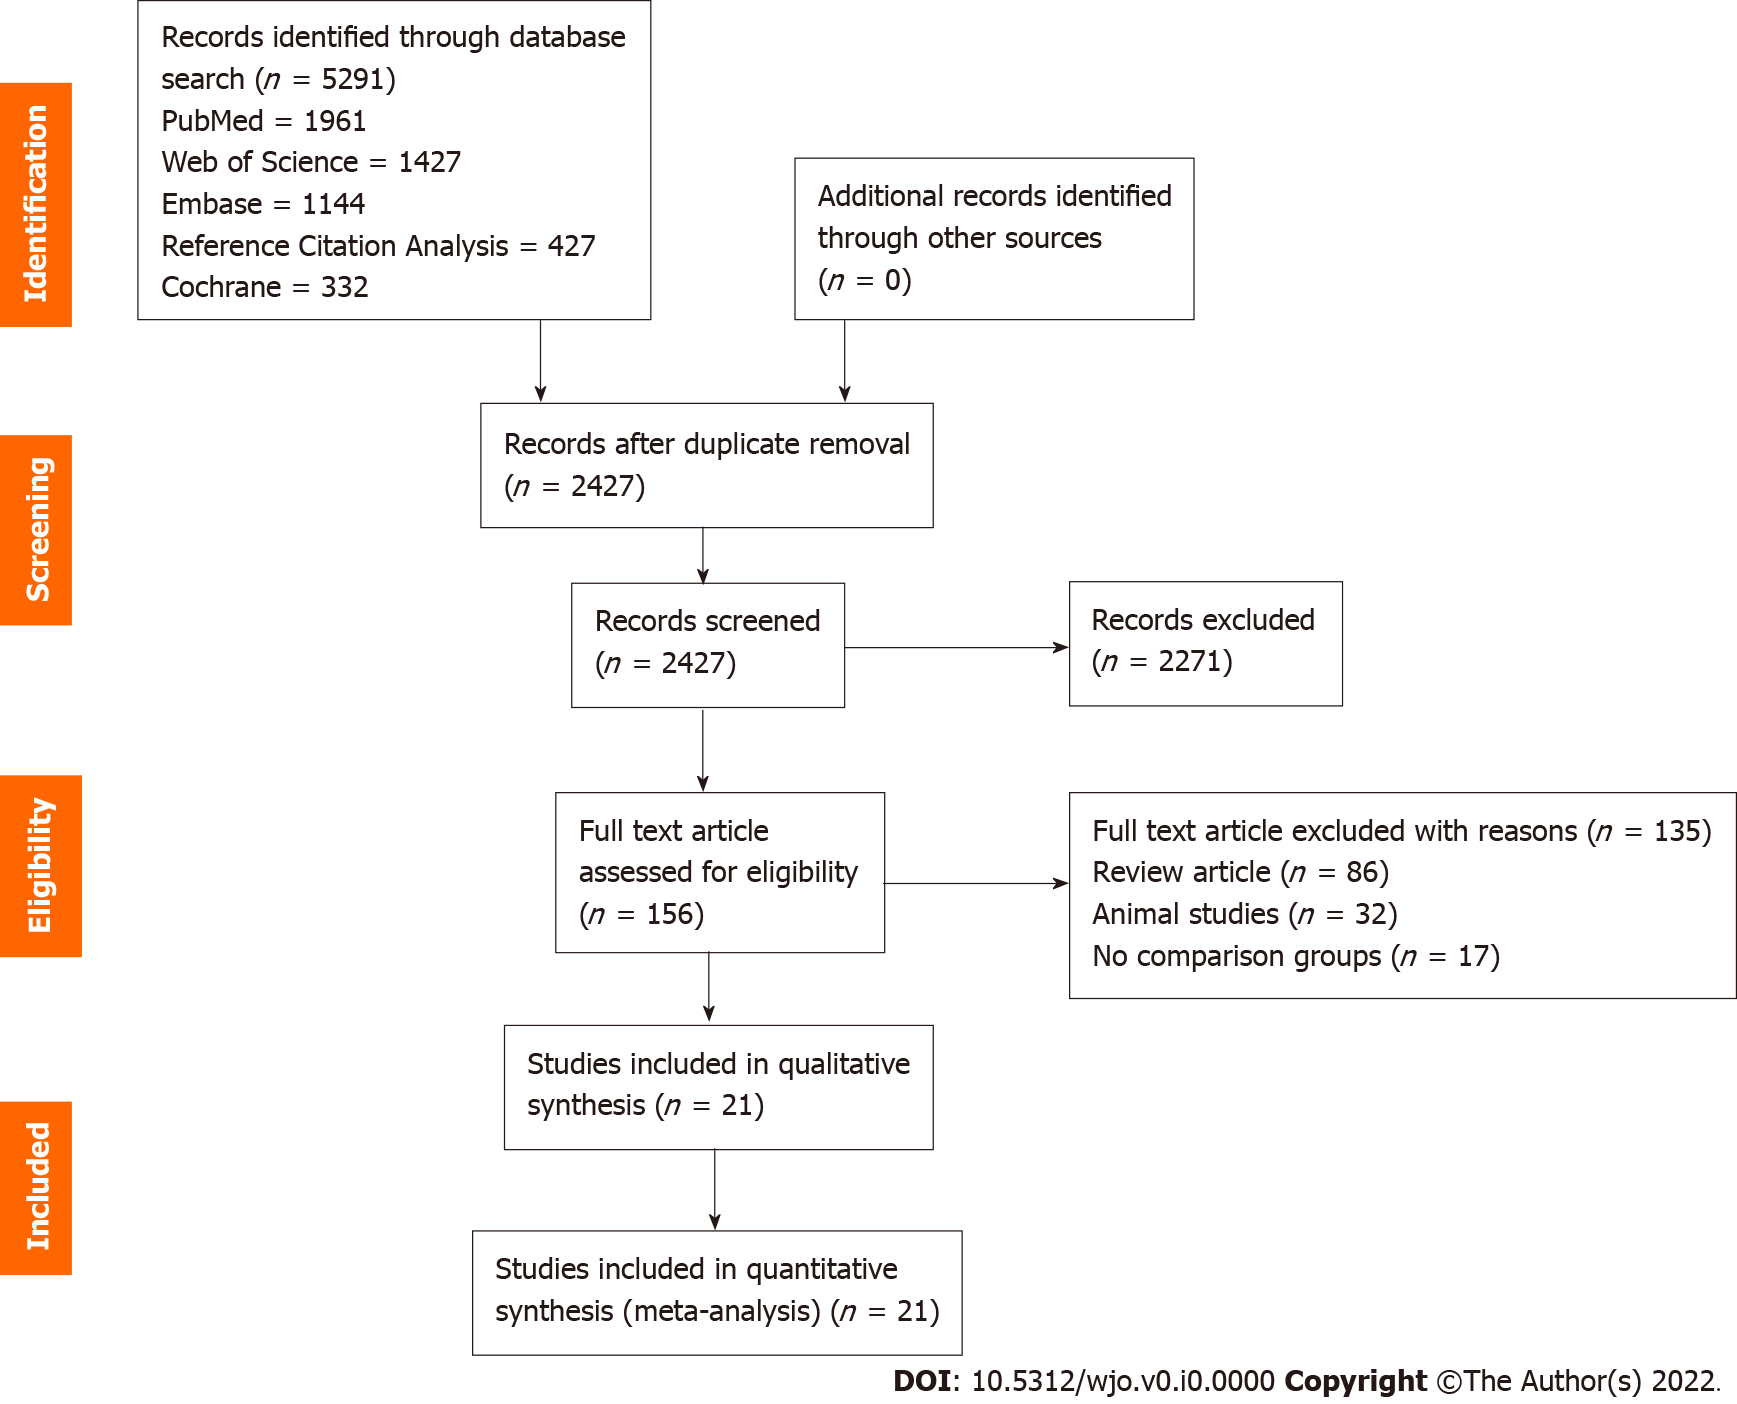 Identification
Records identified through database
search (n = 5291)
PubMed = 1961
Web of Science = 1427
Embase = 1144
Reference Citation Analysis = 427
Cochrane = 332
Additional records identified
through other sources
(n = 0)
Screening
Records after duplicate removal
(n = 2427)
Records screened
(n = 2427)
Records excluded
(n = 2271)
Eligibility
Full text article
assessed for eligibility
(n = 156)
Full text article excluded with reasons (n = 135)
Review article (n = 86)
Animal studies (n = 32)
No comparison groups (n = 17)
Included
Studies included in qualitative
synthesis (n = 21)
Studies included in quantitative
synthesis (meta-analysis) (n = 21)
DOI: 10.5312/wjo.v0.i0.0000 Copyright ©The Author(s) 2022.